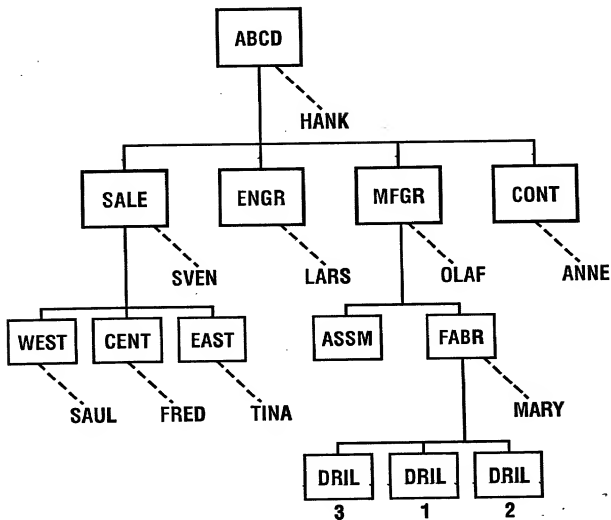 ABCD
HANK
SALE ENGR MFGR CONT
SVEN LARS OLAF ANNE
WEST CENT EAST ASSM FABR
SAUL FRED TINA MARY
DRIL DRIL DRIL
3 1 2